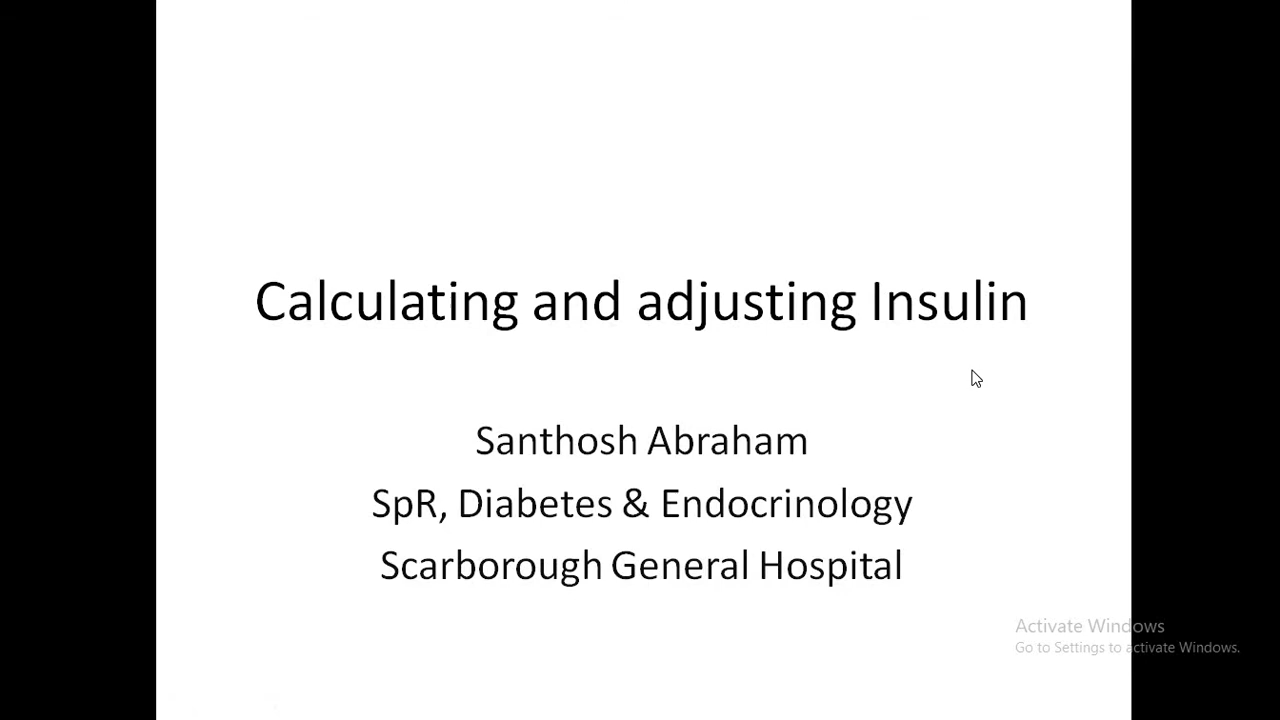 Calculating and adjusting Insulin
Santhosh Abraham
SpR, Diabetes & Endocrinology
Scarborough General Hospital
Activate Windows
Go to Settings to activate Windows.